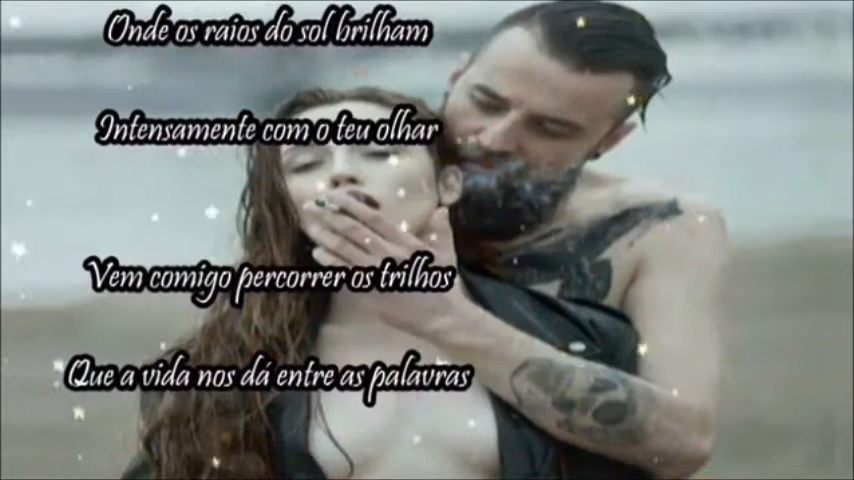 Onde os raios do sol brilham
Intensamente com o teu olhar
Vem comigo percorrer os trilhos
Que a vida nos dá entre as palavras